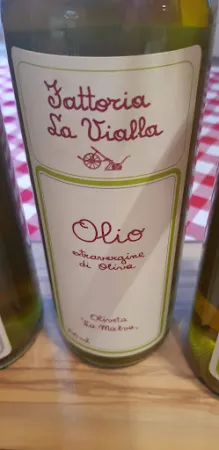 Fattoria
La Vialla
Olio
extravergine
di Oliva
Oliveto
"La Malva"